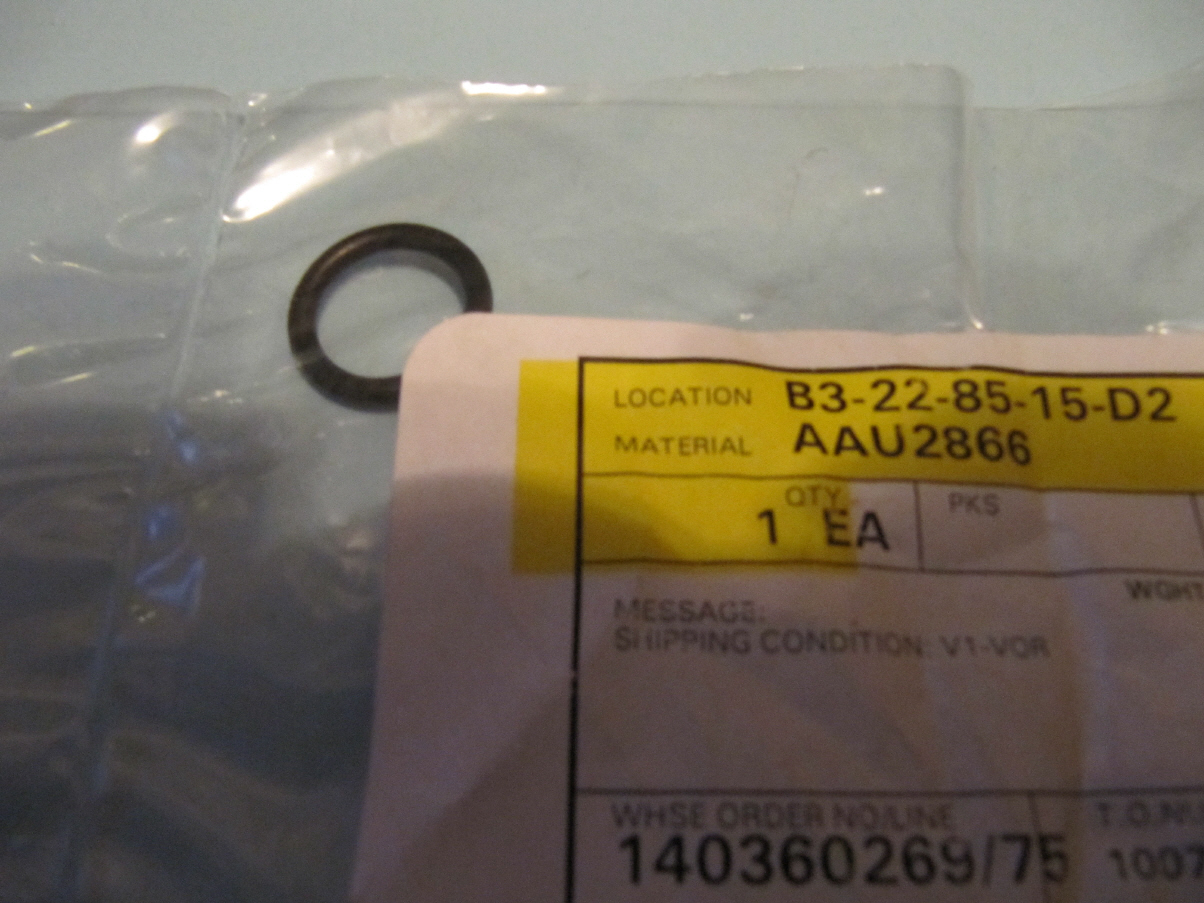 LOCATION B3-22-85-15-D2
MATERIAL AAU2866
QTY PKS
1 EA
WGHT
MESSAGE:
SHIPPING CONDITION: V1-VOR
WHSE ORDER NO/LINE T.O.N
140360269/75 1007